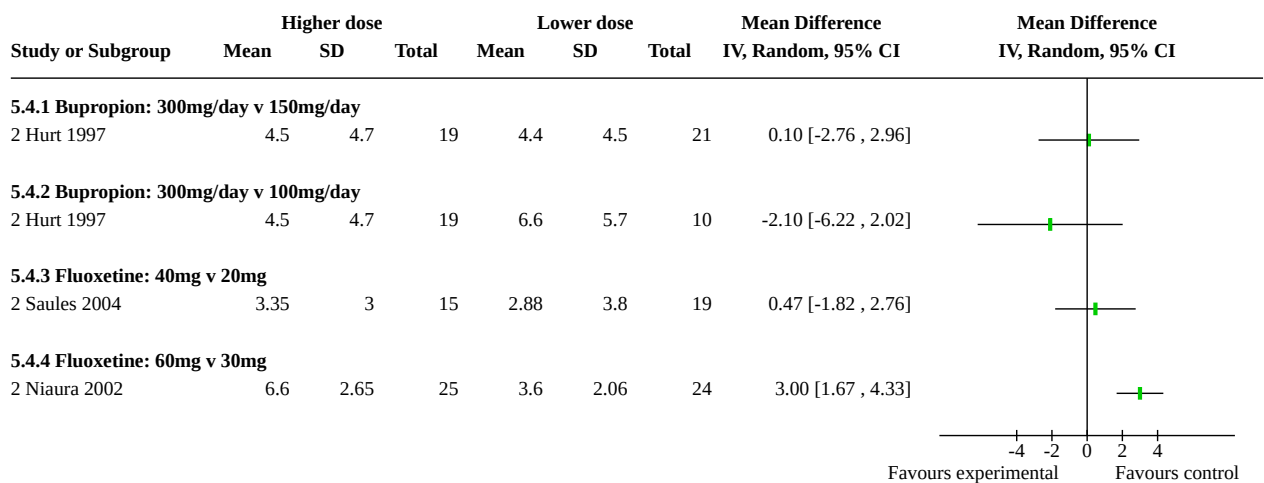 Higher dose Lower dose Mean Difference Mean Difference
Study or Subgroup Mean SD Total Mean SD Total IV, Random, 95% CI IV, Random, 95% CI
5.4.1 Bupropion: 300mg/day v 150mg/day
2 Hurt 1997 4.5 4.7 19 4.4 4.5 21 0.10 [-2.76 , 2.96]
5.4.2 Bupropion: 300mg/day v 100mg/day
2 Hurt 1997 4.5 4.7 19 6.6 5.7 10 -2.10 [-6.22 , 2.02]
5.4.3 Fluoxetine: 40mg v 20mg
2 Saules 2004 3.35 3 15 2.88 3.8 19 0.47 [-1.82 , 2.76]
5.4.4 Fluoxetine: 60mg v 30mg
2 Niaura 2002 6.6 2.65 25 3.6 2.06 24 3.00 [1.67 , 4.33]
-4 -2 0 2 4
Favours experimental Favours control